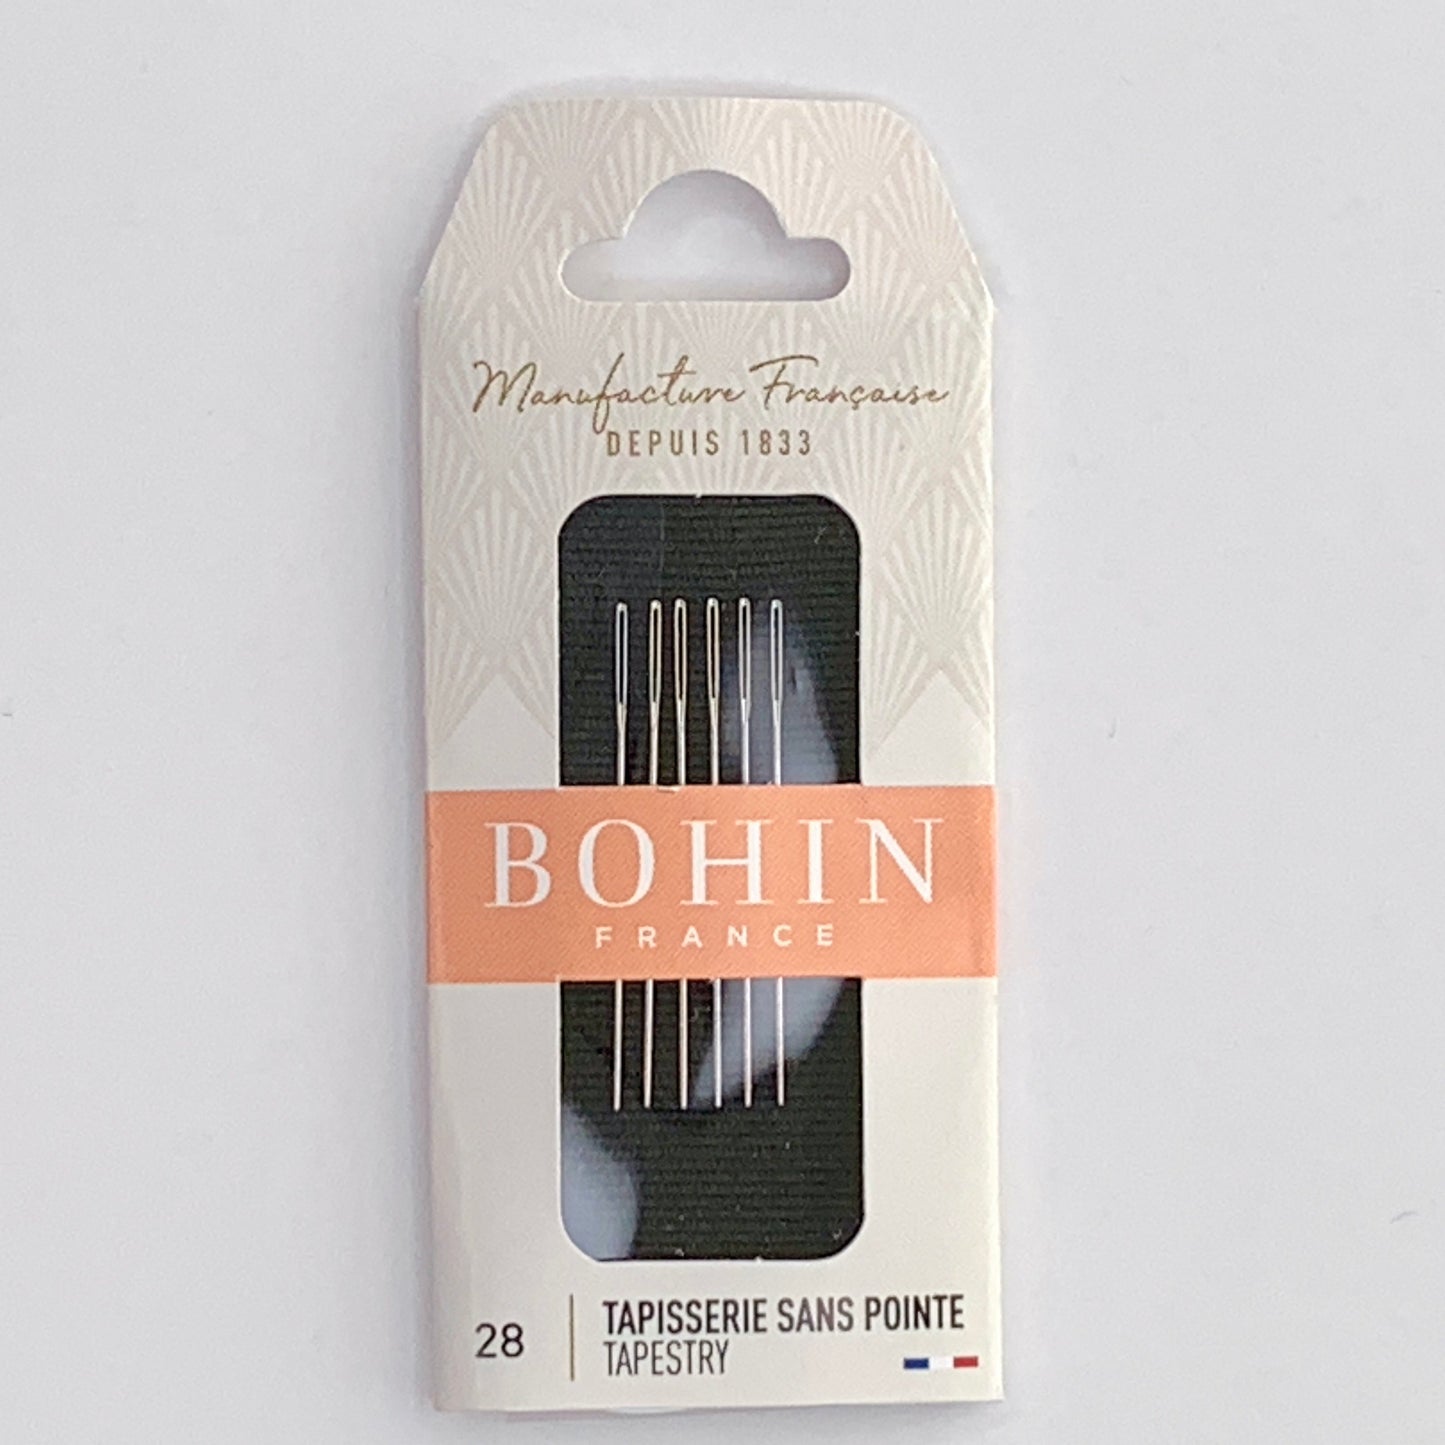 Manufacture Française
DEPUIS 1833
BOHIN
FRANCE
28
TAPISSERIE SANS POINTE
TAPESTRY